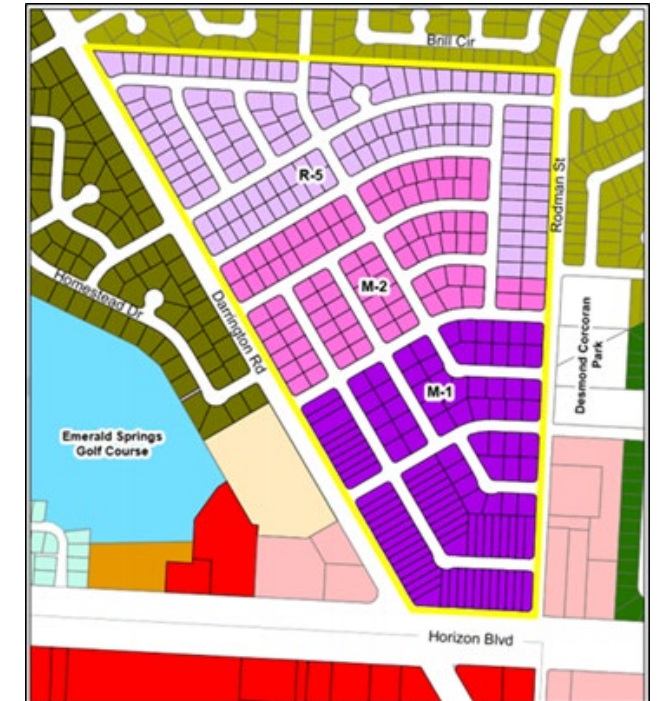 Brill Cir
R-5
Rodman St
M-2
Homestead Dr
Darrington Rd
Desmond Corcoran
Park
M-1
Emerald Springs
Golf Course
Horizon Blvd